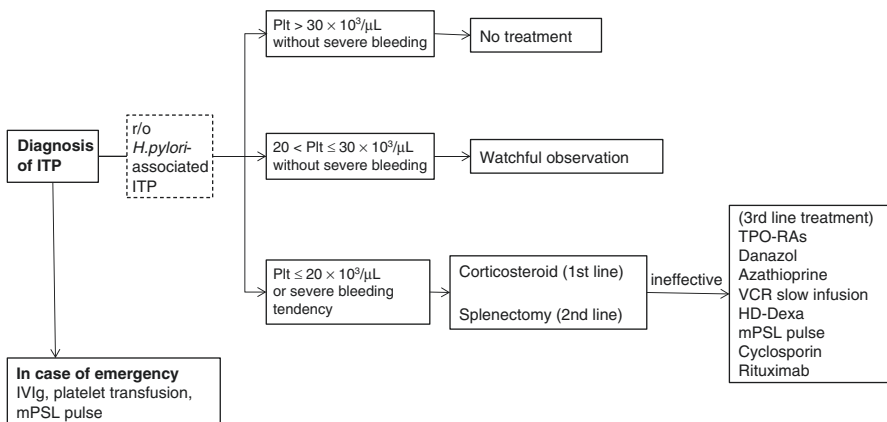 Diagnosis
of ITP
r/o
H.pylori-
associated
ITP
Plt > 30 × 10³/μL
without severe bleeding
No treatment
20 < Plt ≤ 30 × 10³/μL
without severe bleeding
Watchful observation
Plt ≤ 20 × 10³/μL
or severe bleeding
tendency
Corticosteroid (1st line)
Splenectomy (2nd line)
ineffective
(3rd line treatment)
TPO-RAs
Danazol
Azathioprine
VCR slow infusion
HD-Dexa
mPSL pulse
Cyclosporin
Rituximab
In case of emergency
IVIg, platelet transfusion,
mPSL pulse